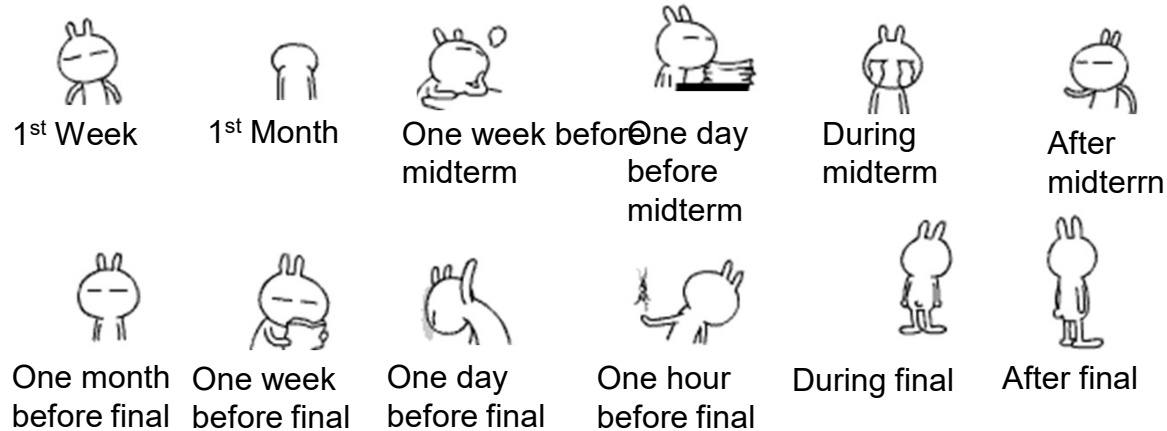 1st Week
1st Month
One week before
midterm
One day
before
midterm
During
midterm
After
midterrn
One month
before final
One week
before final
One day
before final
One hour
before final
During final
After final